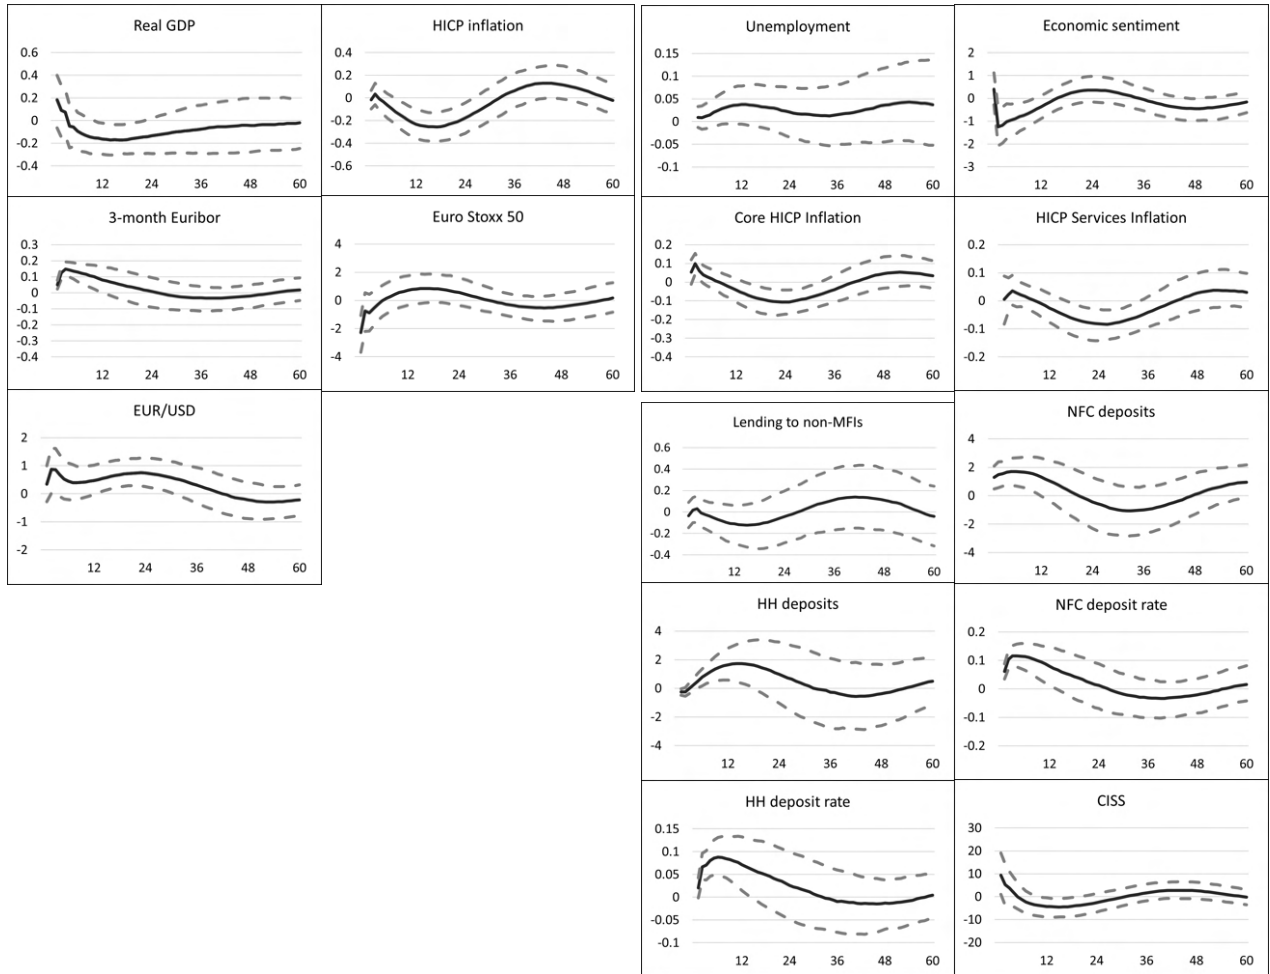 Real GDP
0.6
0.4
0.2
0
-0.2
-0.4
12 24 36 48 60
HICP inflation
0.4
0.2
0
-0.2
-0.4
-0.6
12 24 36 48 60
Unemployment
0.15
0.1
0.05
0
-0.05
-0.1
12 24 36 48 60
Economic sentiment
2
1
0
-1
-2
-3
12 24 36 48 60
3-month Euribor
0.3
0.2
0.1
0
-0.1
-0.2
-0.3
-0.4
12 24 36 48 60
Euro Stoxx 50
4
2
0
-2
-4
12 24 36 48 60
Core HICP Inflation
0.2
0.1
0
-0.1
-0.2
-0.3
-0.4
12 24 36 48 60
HICP Services Inflation
0.2
0.1
0
-0.1
-0.2
12 24 36 48 60
EUR/USD
2
1
0
-1
-2
12 24 36 48 60
Lending to non-MFIs
0.6
0.4
0.2
0
-0.2
-0.4
12 24 36 48 60
NFC deposits
4
2
0
-2
-4
12 24 36 48 60
HH deposits
4
2
0
-2
-4
12 24 36 48 60
NFC deposit rate
0.2
0.1
0
-0.1
-0.2
12 24 36 48 60
HH deposit rate
0.15
0.1
0.05
0
-0.05
-0.1
12 24 36 48 60
CISS
30
20
10
0
-10
-20
12 24 36 48 60